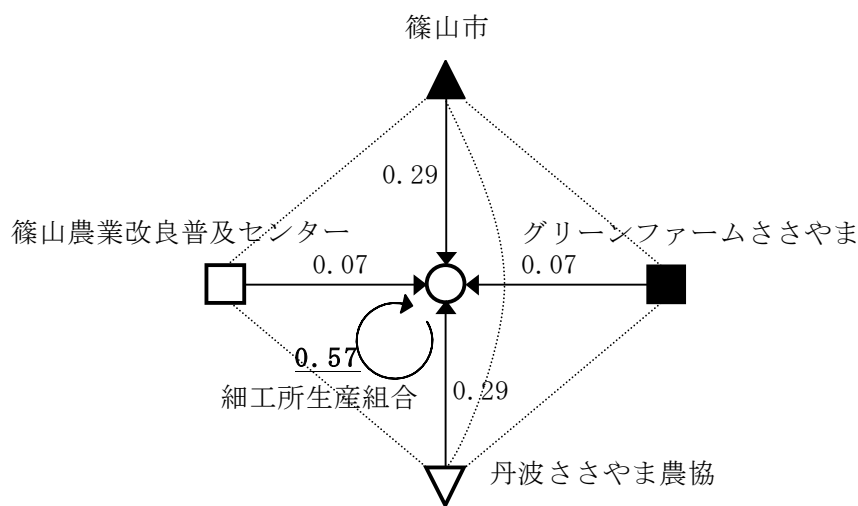 篠山市
0.29
篠山農業改良普及センター
グリーンファームささやま
0.07
0.07
0.57
細工所生産組合
0.29
丹波ささやま農協